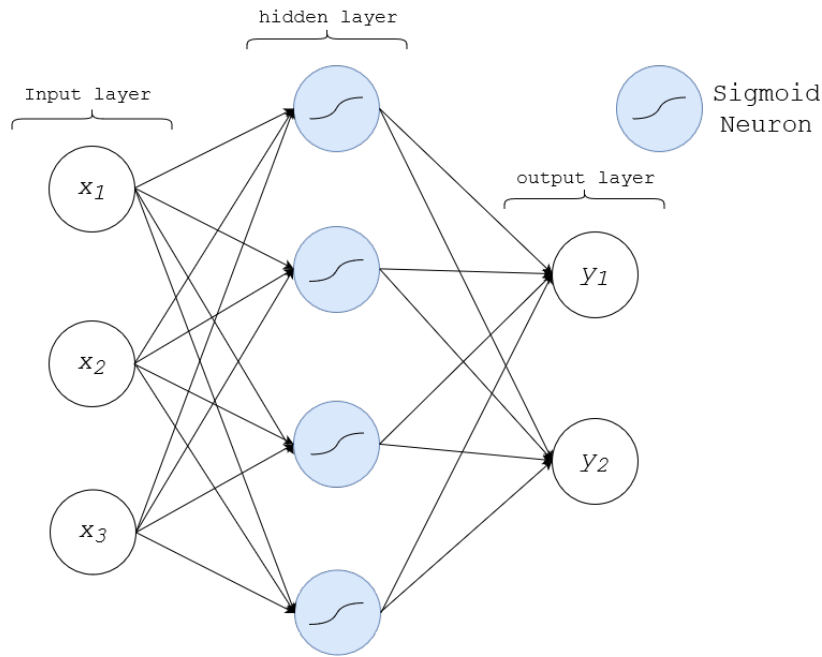 hidden layer
Input layer
Sigmoid
Neuron
output layer
x1
x2
x3
y1
y2